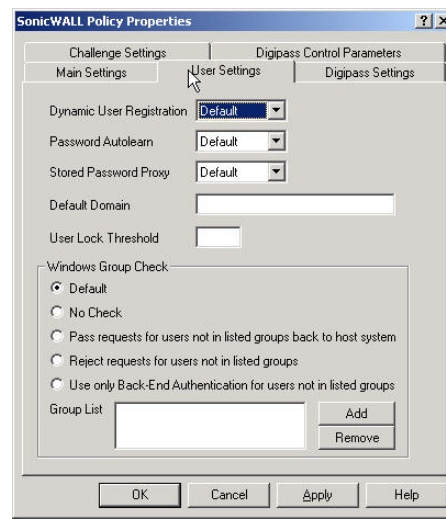 SonicWALL Policy Properties
Challenge Settings Digipass Control Parameters
Main Settings User Settings Digipass Settings
Dynamic User Registration Default
Password Autolearn Default
Stored Password Proxy Default
Default Domain
User Lock Threshold
Windows Group Check
Default
No Check
Pass requests for users not in listed groups back to host system
Reject requests for users not in listed groups
Use only Back-End Authentication for users not in listed groups
Group List Add
Remove
OK Cancel Apply Help